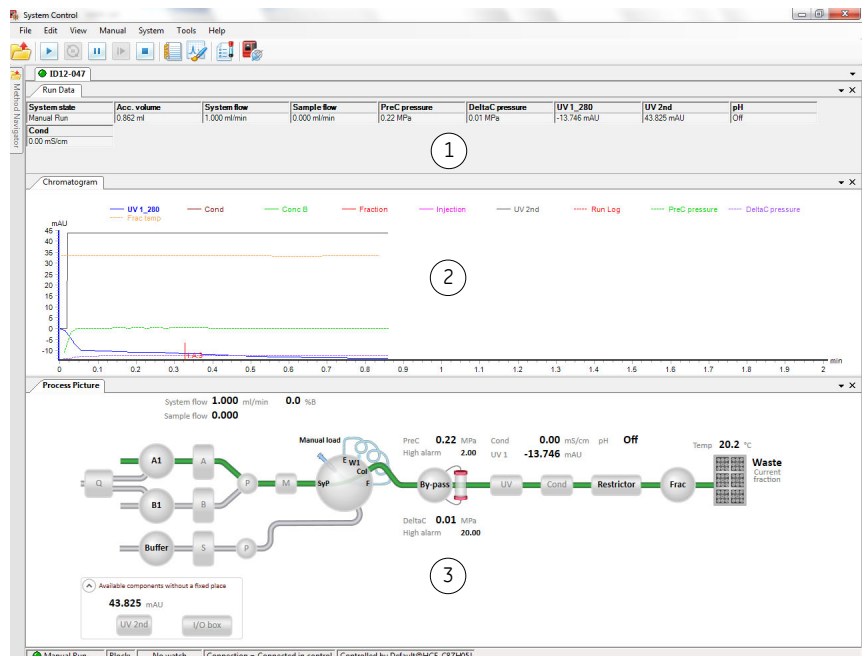 System Control
File Edit View Manual System Tools Help
ID12-047
Method Navigator
Run Data
System state Acc. volume System flow Sample flow PreC pressure DeltaC pressure UV 1_280 UV 2nd pH
Manual Run 0.862 ml 1.000 ml/min 0.000 ml/min 0.22 MPa 0.01 MPa -13.746 mAU 43.825 mAU Off
Cond
0.00 mS/cm
1
Chromatogram
UV 1_280 Cond Conc B Fraction Injection UV 2nd Run Log PreC pressure DeltaC pressure
Frac temp
mAU
45
40
35
30
25
20
15
10
5
0
-5
-10
2
1.A.3
min
0 0.1 0.2 0.3 0.4 0.5 0.6 0.7 0.8 0.9 1 1.1 1.2 1.3 1.4 1.5 1.6 1.7 1.8 1.9 2
Process Picture
System flow 1.000 ml/min 0.0 %B
Sample flow 0.000
Manual load
PreC 0.22 MPa Cond 0.00 mS/cm pH Off
High alarm 2.00 UV 1 -13.746 mAU
Temp 20.2 °C
A1 A
E W1
Col
Q P M SyP F By-pass UV Cond Restrictor Frac
Waste
Current
fraction
B1 B
DeltaC 0.01 MPa
High alarm 20.00
Buffer S P
3
Available components without a fixed place
43.825 mAU
UV 2nd I/O box
Manual Run Block: No watch Connection = Connected in control